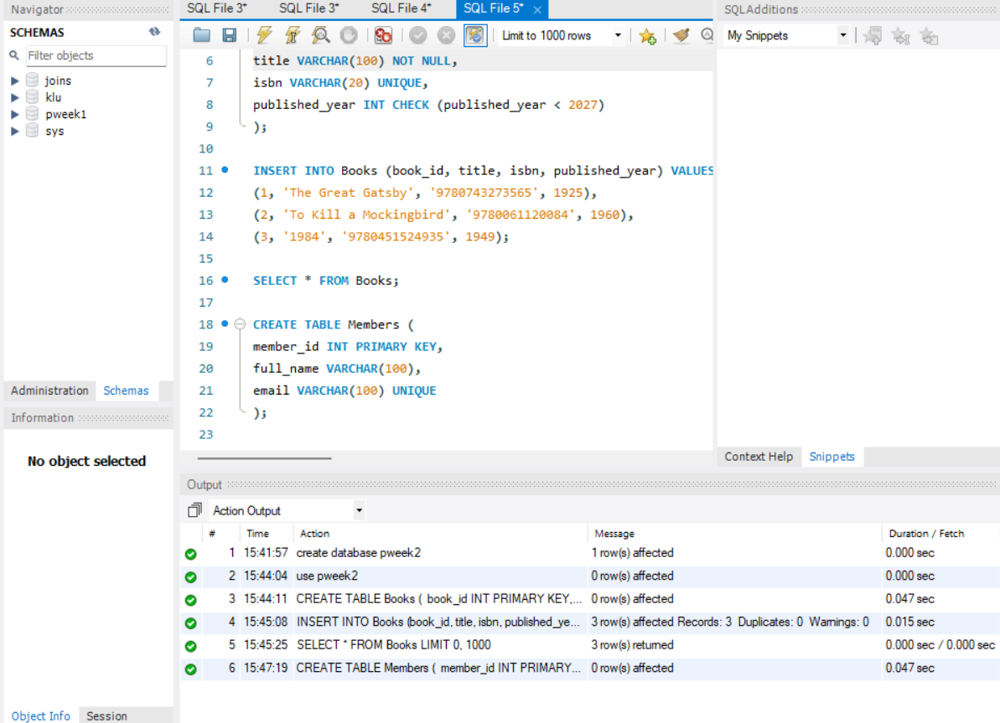 Navigator
SCHEMAS
Filter objects
joins
klu
pweek1
sys
Administration Schemas
Information
No object selected
Object Info Session
SQL File 3* SQL File 3* SQL File 4* SQL File 5* ×
Limit to 1000 rows
6 title VARCHAR(100) NOT NULL,
7 isbn VARCHAR(20) UNIQUE,
8 published_year INT CHECK (published_year < 2027)
9 );
10
11 INSERT INTO Books (book_id, title, isbn, published_year) VALUES
12 (1, 'The Great Gatsby', '9780743273565', 1925),
13 (2, 'To Kill a Mockingbird', '9780061120084', 1960),
14 (3, '1984', '9780451524935', 1949);
15
16 SELECT * FROM Books;
17
18 CREATE TABLE Members (
19 member_id INT PRIMARY KEY,
20 full_name VARCHAR(100),
21 email VARCHAR(100) UNIQUE
22 );
23
SQLAdditions
My Snippets
Context Help Snippets
Output
Action Output
# Time Action Message Duration / Fetch
1 15:41:57 create database pweek2 1 row(s) affected 0.000 sec
2 15:44:04 use pweek2 0 row(s) affected 0.000 sec
3 15:44:11 CREATE TABLE Books ( book_id INT PRIMARY KEY,... 0 row(s) affected 0.047 sec
4 15:45:08 INSERT INTO Books (book_id, title, isbn, published_ye... 3 row(s) affected Records: 3 Duplicates: 0 Warnings: 0 0.015 sec
5 15:45:25 SELECT * FROM Books LIMIT 0, 1000 3 row(s) returned 0.000 sec / 0.000 sec
6 15:47:19 CREATE TABLE Members ( member_id INT PRIMARY... 0 row(s) affected 0.047 sec